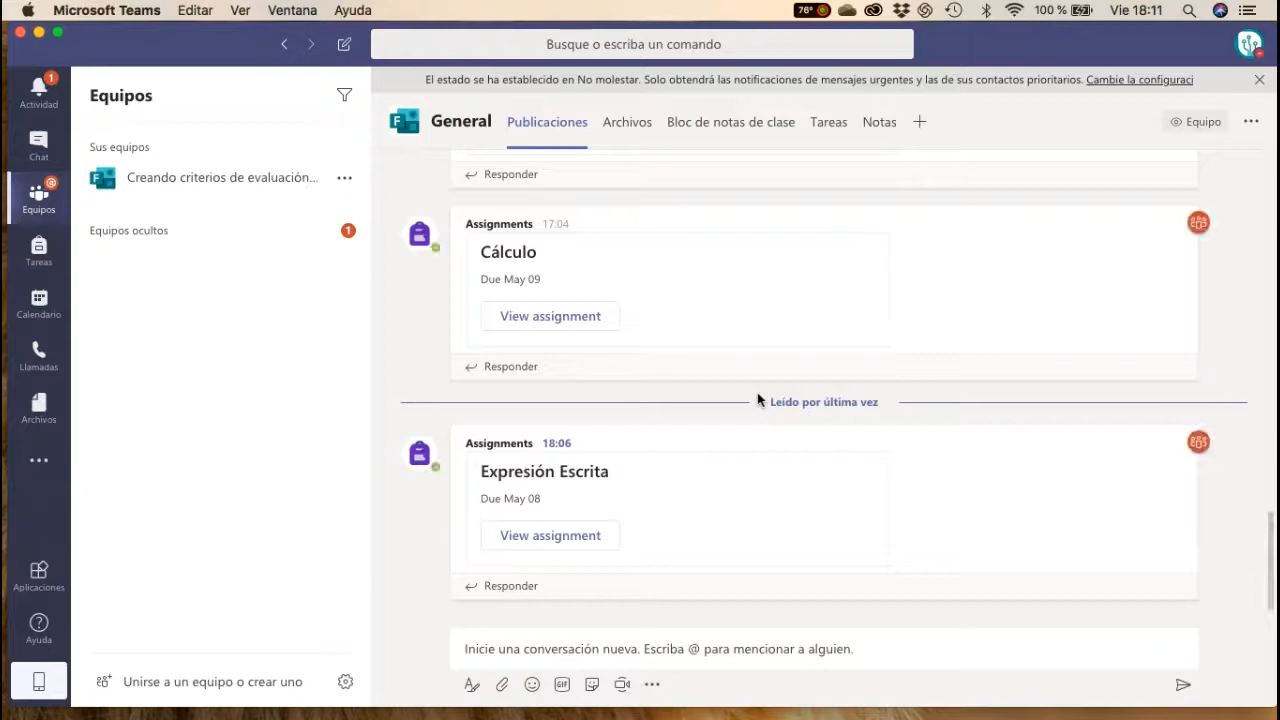 Microsoft Teams Editar Ver Ventana Ayuda 76° 100 % Vie 18:11
Busque o escriba un comando
El estado se ha establecido en No molestar. Solo obtendrá las notificaciones de mensajes urgentes y las de sus contactos prioritarios. Cambie la configuraci
1
Actividad
Chat
@
Equipos
Tareas
Calendario
Llamadas
Archivos
Aplicaciones
Ayuda
Equipos
Sus equipos
F Creando criterios de evaluación...
Equipos ocultos 1
Unirse a un equipo o crear uno
F General Publicaciones Archivos Bloc de notas de clase Tareas Notas Equipo
Responder
Assignments 17:04
Cálculo
Due May 09
View assignment
Responder
Leído por última vez
Assignments 18:06
Expresión Escrita
Due May 08
View assignment
Responder
Inicie una conversación nueva. Escriba @ para mencionar a alguien.
GIF